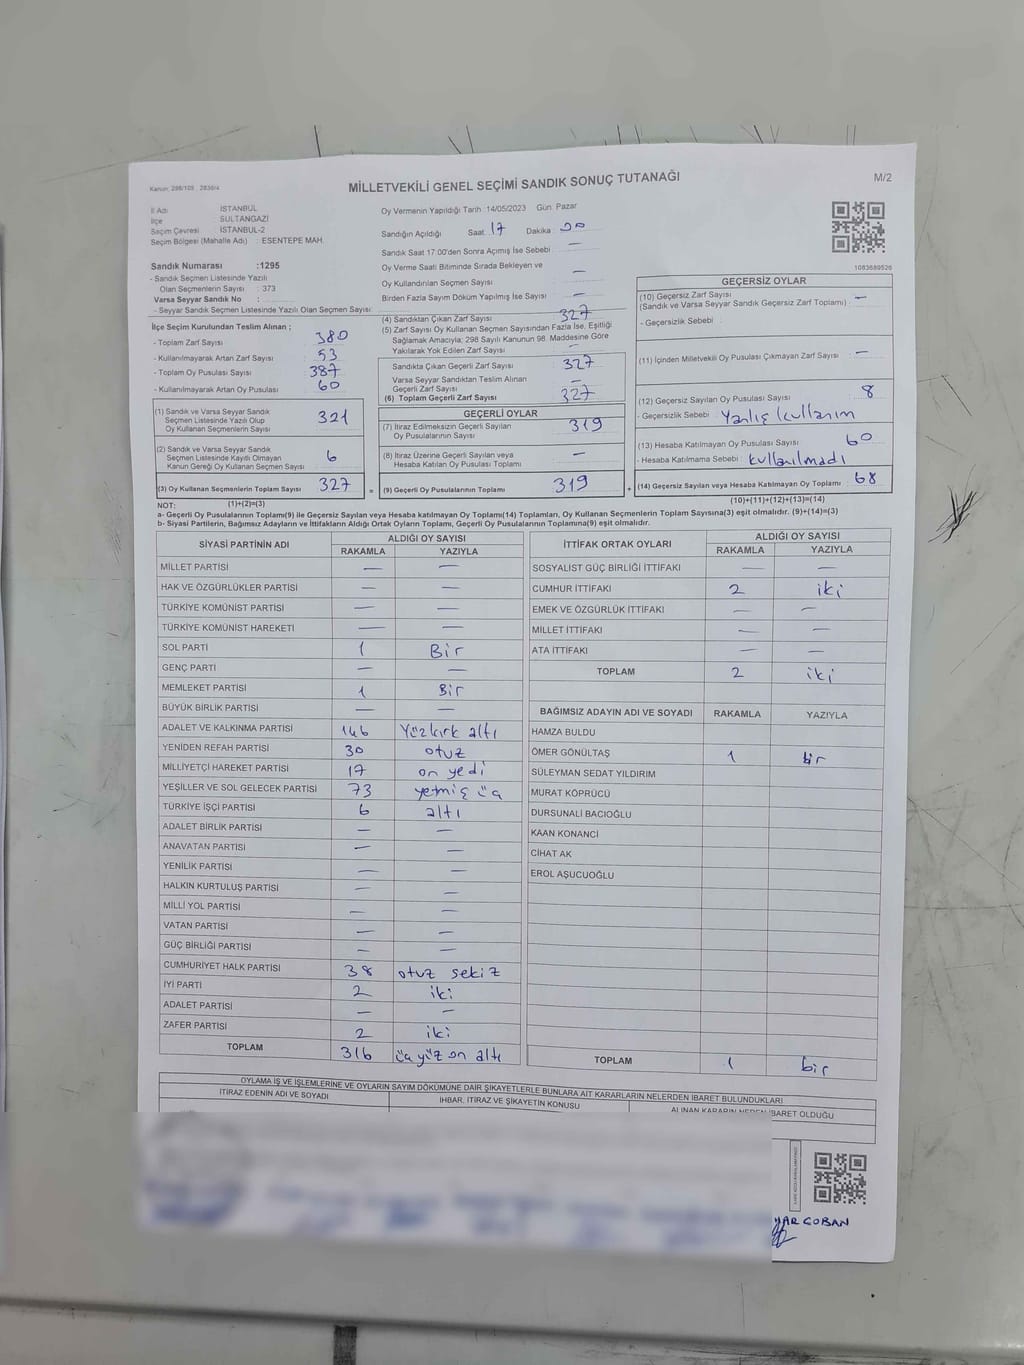 Kanun: 298/105, 2839/4
MİLLETVEKİLİ GENEL SEÇİMİ SANDIK SONUÇ TUTANAĞI
M/2
İl Adı : İSTANBUL
İlçe : SULTANGAZİ
Seçim Çevresi : İSTANBUL-2
Seçim Bölgesi (Mahalle Adı) : ESENTEPE MAH.
Sandık Numarası :1295
- Sandık Seçmen Listesinde Yazılı
Olan Seçmenlerin Sayısı : 373
Varsa Seyyar Sandık No :
- Seyyar Sandık Seçmen Listesinde Yazılı Olan Seçmen Sayısı:
Oy Vermenin Yapıldığı Tarih :14/05/2023 Gün: Pazar
Sandığın Açıldığı Saat: 17 Dakika:
Sandık Saat 17.00'den Sonra Açılmış İse Sebebi : —
Oy Verme Saati Bitiminde Sırada Bekleyen ve
Oy Kullandırılan Seçmen Sayısı : —
Birden Fazla Sayım Döküm Yapılmış İse Sayısı : —
1083689526
İlçe Seçim Kurulundan Teslim Alınan ;
- Toplam Zarf Sayısı : 380
- Kullanılmayarak Artan Zarf Sayısı : 53
- Toplam Oy Pusulası Sayısı : 387
- Kullanılmayarak Artan Oy Pusulası : 60
(4) Sandıktan Çıkan Zarf Sayısı : 327
(5) Zarf Sayısı Oy Kullanan Seçmen Sayısından Fazla İse, Eşitliği
Sağlamak Amacıyla; 298 Sayılı Kanunun 98. Maddesine Göre
Yakılarak Yok Edilen Zarf Sayısı : —
Sandıkta Çıkan Geçerli Zarf Sayısı : 327
Varsa Seyyar Sandıktan Teslim Alınan
Geçerli Zarf Sayısı : —
(6) Toplam Geçerli Zarf Sayısı : 327
GEÇERSİZ OYLAR
(10) Geçersiz Zarf Sayısı
(Sandık ve Varsa Seyyar Sandık Geçersiz Zarf Toplamı) : —
- Geçersizlik Sebebi :
(11) İçinden Milletvekili Oy Pusulası Çıkmayan Zarf Sayısı : —
(12) Geçersiz Sayılan Oy Pusulası Sayısı : 8
- Geçersizlik Sebebi : Yanlış kullanım
(13) Hesaba Katılmayan Oy Pusulası Sayısı : 60
- Hesaba Katılmama Sebebi : kullanılmadı
(14) Geçersiz Sayılan veya Hesaba Katılmayan Oy Toplamı : 68
(1) Sandık ve Varsa Seyyar Sandık
Seçmen Listesinde Yazılı Olup
Oy Kullanan Seçmenlerin Sayısı : 321
(2) Sandık ve Varsa Seyyar Sandık
Seçmen Listesinde Kayıtlı Olmayan
Kanun Gereği Oy Kullanan Seçmen Sayısı : 6
(3) Oy Kullanan Seçmenlerin Toplam Sayısı : 327 =
GEÇERLİ OYLAR
(7) İtiraz Edilmeksizin Geçerli Sayılan
Oy Pusulalarının Sayısı : 319
(8) İtiraz Üzerine Geçerli Sayılan veya
Hesaba Katılan Oy Pusulası Toplamı : —
(9) Geçerli Oy Pusulalarının Toplamı : 319 +
(1)+(2)=(3)
(10)+(11)+(12)+(13)=(14)
NOT:
a- Geçerli Oy Pusulalarının Toplamı(9) ile Geçersiz Sayılan veya Hesaba katılmayan Oy Toplamı(14) Toplamları, Oy Kullanan Seçmenlerin Toplam Sayısına(3) eşit olmalıdır. (9)+(14)=(3)
b- Siyasi Partilerin, Bağımsız Adayların ve İttifakların Aldığı Ortak Oyların Toplamı, Geçerli Oy Pusulalarının Toplamına(9) eşit olmalıdır.
SİYASİ PARTİNİN ADI ALDIĞI OY SAYISI
RAKAMLA YAZIYLA
MİLLET PARTİSİ — —
HAK VE ÖZGÜRLÜKLER PARTİSİ — —
TÜRKİYE KOMÜNİST PARTİSİ — —
TÜRKİYE KOMÜNİST HAREKETİ — —
SOL PARTİ 1 Bir
GENÇ PARTİ — —
MEMLEKET PARTİSİ 1 Bir
BÜYÜK BİRLİK PARTİSİ — —
ADALET VE KALKINMA PARTİSİ 146 Yüzkırk altı
YENİDEN REFAH PARTİSİ 30 otuz
MİLLİYETÇİ HAREKET PARTİSİ 17 on yedi
YEŞİLLER VE SOL GELECEK PARTİSİ 73 yetmiş üç
TÜRKİYE İŞÇİ PARTİSİ 6 altı
ADALET BİRLİK PARTİSİ — —
ANAVATAN PARTİSİ — —
YENİLİK PARTİSİ — —
HALKIN KURTULUŞ PARTİSİ — —
MİLLİ YOL PARTİSİ — —
VATAN PARTİSİ — —
GÜÇ BİRLİĞİ PARTİSİ — —
CUMHURİYET HALK PARTİSİ 38 otuz sekiz
İYİ PARTİ 2 iki
ADALET PARTİSİ — —
ZAFER PARTİSİ 2 iki
TOPLAM 316 üçyüz on altı
İTTİFAK ORTAK OYLARI ALDIĞI OY SAYISI
RAKAMLA YAZIYLA
SOSYALİST GÜÇ BİRLİĞİ İTTİFAKI — —
CUMHUR İTTİFAKI 2 iki
EMEK VE ÖZGÜRLÜK İTTİFAKI — —
MİLLET İTTİFAKI — —
ATA İTTİFAKI — —
TOPLAM 2 iki
BAĞIMSIZ ADAYIN ADI VE SOYADI RAKAMLA YAZIYLA
HAMZA BULDU
ÖMER GÖNÜLTAŞ 1 bir
SÜLEYMAN SEDAT YILDIRIM
MURAT KÖPRÜCÜ
DURSUNALİ BACIOĞLU
KAAN KONANCİ
CİHAT AK
EROL AŞUCUOĞLU
TOPLAM 1 bir
OYLAMA İŞ VE İŞLEMLERİNE VE OYLARIN SAYIM DÖKÜMÜNE DAİR ŞİKAYETLERLE BUNLARA AİT KARARLARIN NELERDEN İBARET BULUNDUKLARI
İTİRAZ EDENİN ADI VE SOYADI İHBAR, İTİRAZ VE ŞİKAYETİN KONUSU ALINAN KARARIN NEDEN İBARET OLDUĞU
YAR COBAN